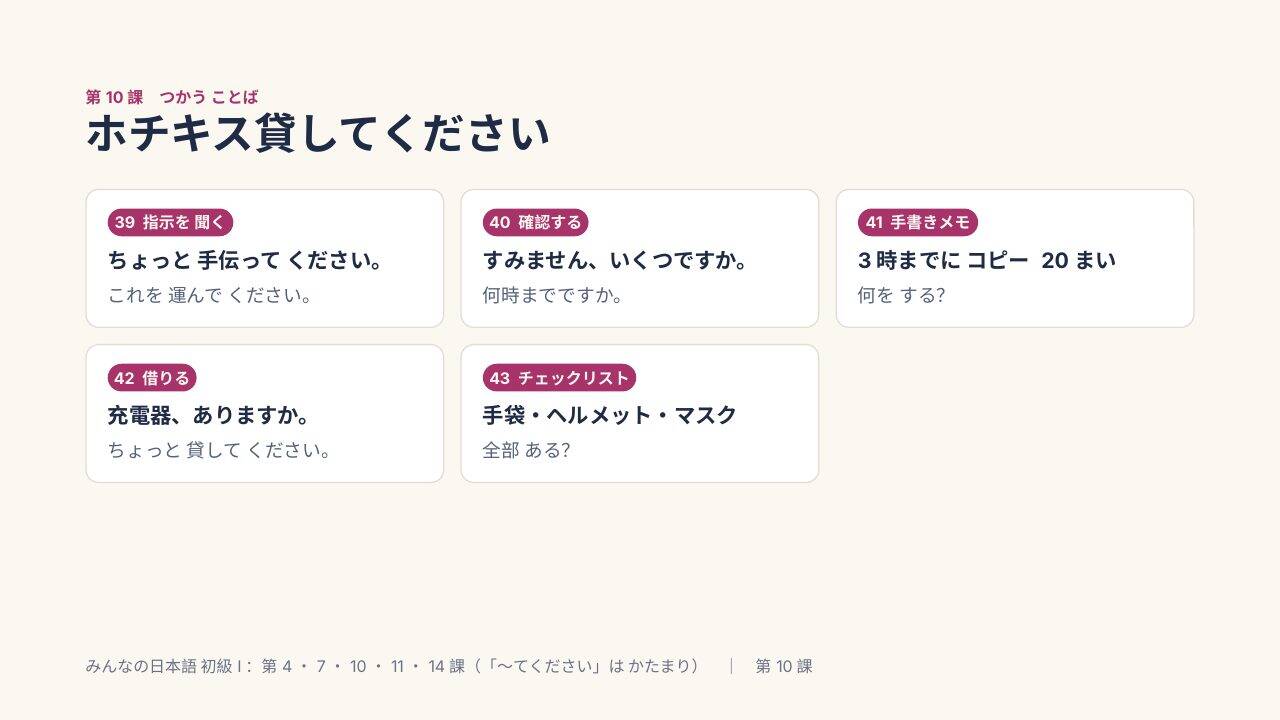 第 10 課　つかう ことば
ホチキス貸してください
39 指示を 聞く
ちょっと 手伝って ください。
これを 運んで ください。
40 確認する
すみません、いくつですか。
何時までですか。
41 手書きメモ
3 時までに コピー 20 まい
何を する?
42 借りる
充電器、ありますか。
ちょっと 貸して ください。
43 チェックリスト
手袋・ヘルメット・マスク
全部 ある?
みんなの日本語 初級 I： 第 4 ・ 7 ・ 10 ・ 11 ・ 14 課（「～てください」は かたまり）　｜　第 10 課